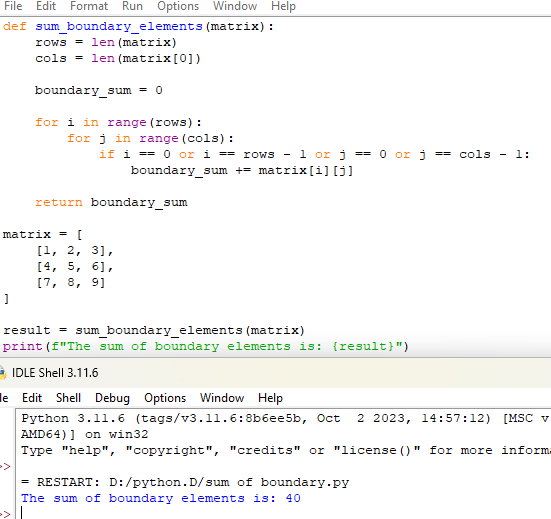 File Edit Format Run Options Window Help
def sum_boundary_elements(matrix):
    rows = len(matrix)
    cols = len(matrix[0])
    boundary_sum = 0
    for i in range(rows):
        for j in range(cols):
            if i == 0 or i == rows - 1 or j == 0 or j == cols - 1:
                boundary_sum += matrix[i][j]
    return boundary_sum
matrix = [
    [1, 2, 3],
    [4, 5, 6],
    [7, 8, 9]
]
result = sum_boundary_elements(matrix)
print(f"The sum of boundary elements is: {result}")
IDLE Shell 3.11.6
le Edit Shell Debug Options Window Help
Python 3.11.6 (tags/v3.11.6:8b6ee5b, Oct  2 2023, 14:57:12) [MSC v
AMD64)] on win32
Type "help", "copyright", "credits" or "license()" for more informa
>>
= RESTART: D:/python.D/sum of boundary.py
The sum of boundary elements is: 40
>>